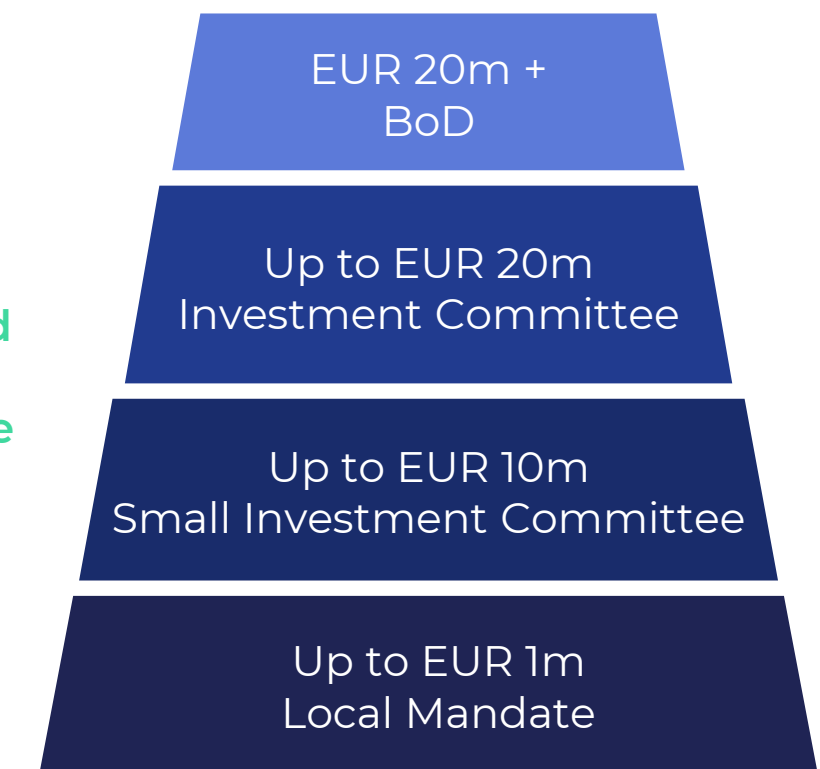 EUR 20m +
BoD
Up to EUR 20m
Investment Committee
Up to EUR 10m
Small Investment Committee
Up to EUR 1m
Local Mandate